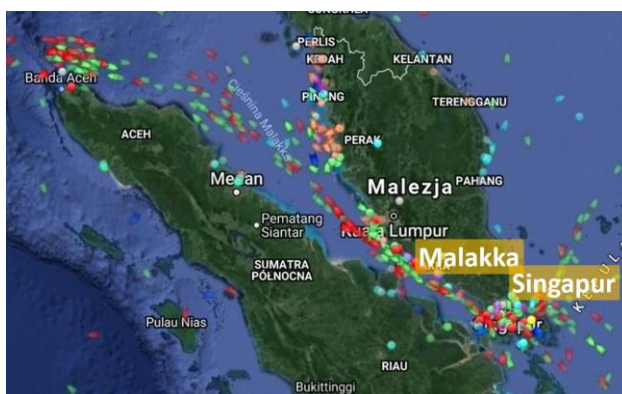 PERLIS
KEDAH
KELANTAN
Banda Aceh
PINANG
TERENGGANU
Cieśnina Malakka
ACEH
PERAK
Medan
Malezja
PAHANG
Pematang
Siantar
Kuala Lumpur
SUMATRA
PÓŁNOCNA
Malakka
Singapur
Pulau Nias
RIAU
Bukittinggi